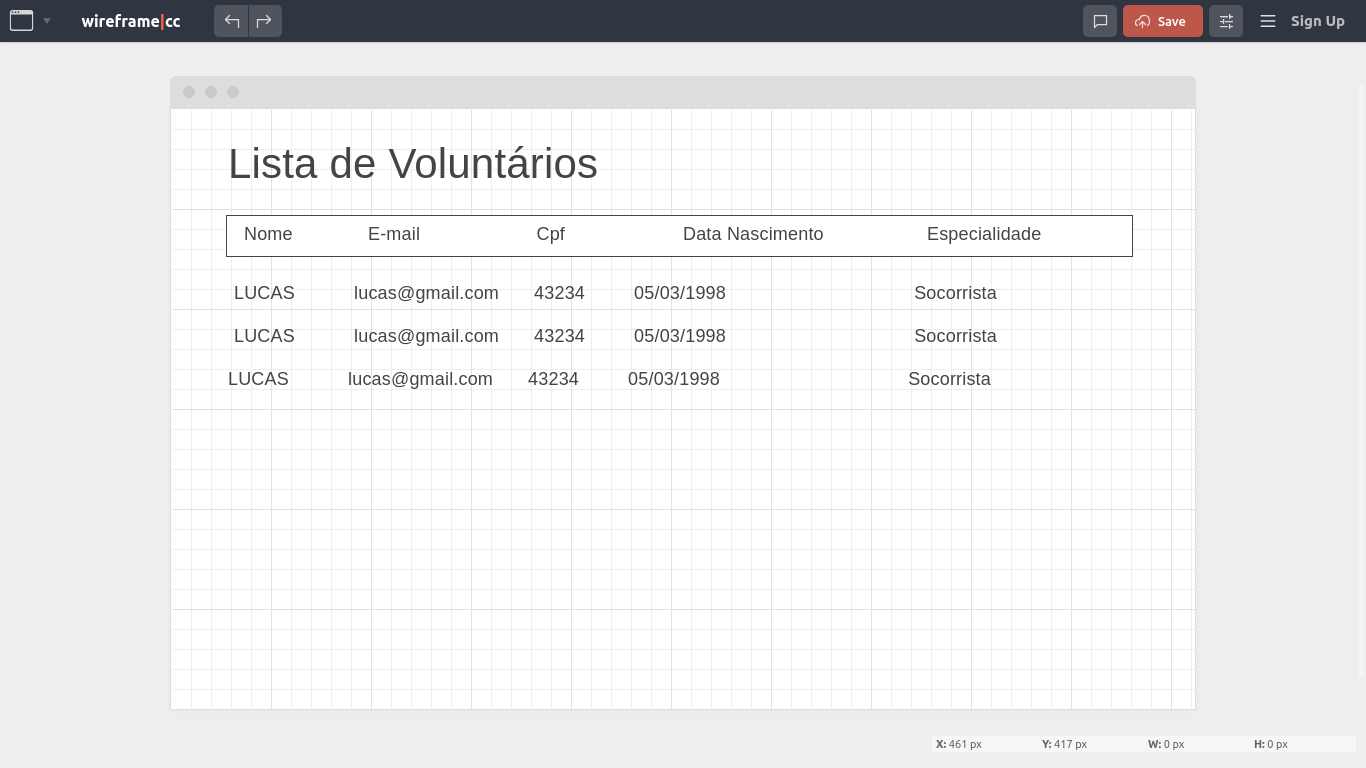 wireframe|cc
Save
Sign Up
Lista de Voluntários
Nome E-mail Cpf Data Nascimento Especialidade
LUCAS lucas@gmail.com 43234 05/03/1998 Socorrista
LUCAS lucas@gmail.com 43234 05/03/1998 Socorrista
LUCAS lucas@gmail.com 43234 05/03/1998 Socorrista
X: 461 px Y: 417 px W: 0 px H: 0 px